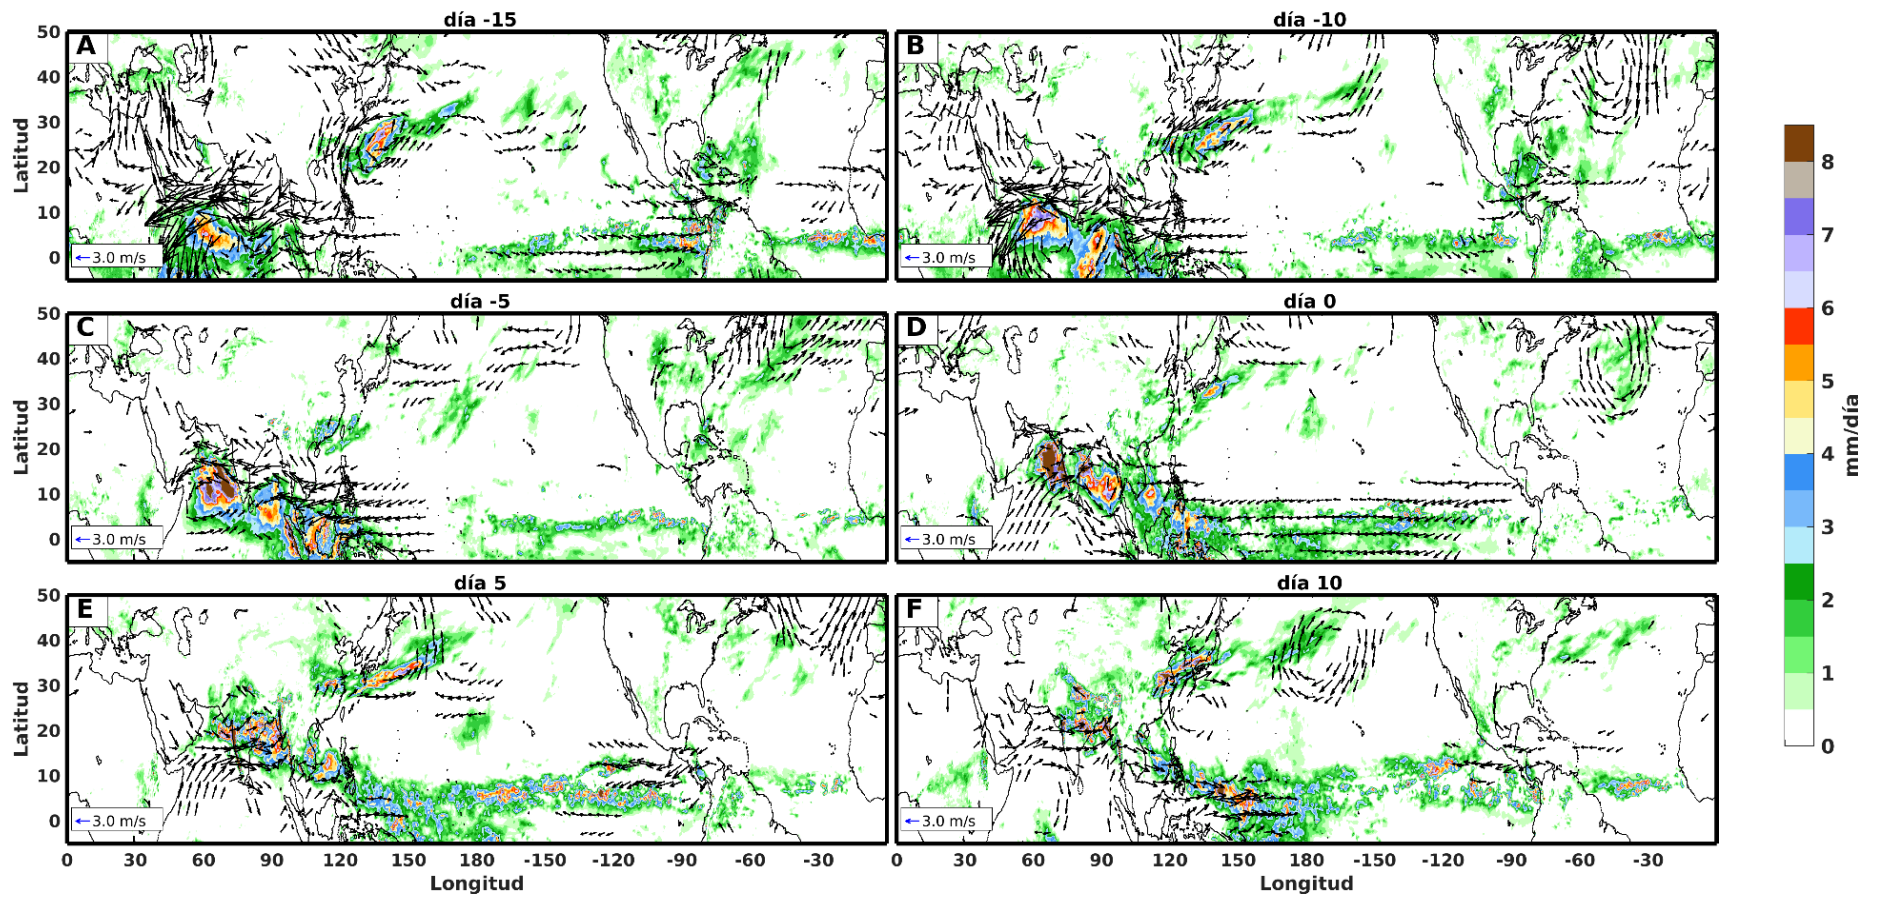 día -15
día -10
A
B
50
40
30
20
10
0
Latitud
3.0 m/s
3.0 m/s
día -5
día 0
C
D
50
40
30
20
10
0
Latitud
3.0 m/s
3.0 m/s
día 5
día 10
E
F
50
40
30
20
10
0
Latitud
3.0 m/s
3.0 m/s
0 30 60 90 120 150 180 -150 -120 -90 -60 -30
0 30 60 90 120 150 180 -150 -120 -90 -60 -30
Longitud
Longitud
8
7
6
5
4
3
2
1
0
mm/día